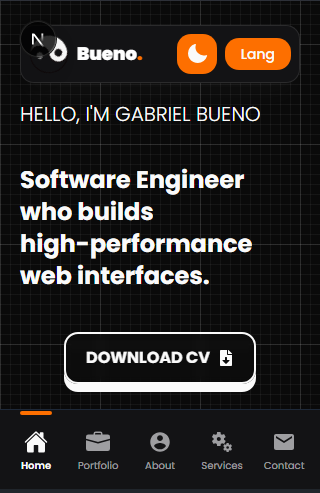 N
Bueno.
Lang
HELLO, I'M GABRIEL BUENO
Software Engineer
who builds
high-performance
web interfaces.
DOWNLOAD CV
Home
Portfolio
About
Services
Contact